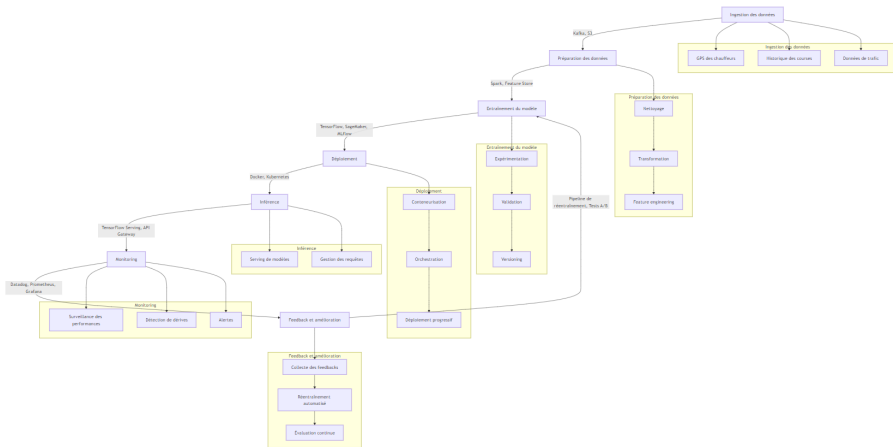 Ingestion des données
Kafka, S3
Ingestion des données
GPS des chauffeurs
Historique des courses
Données de trafic
Préparation des données
Spark, Feature Store
Préparation des données
Nettoyage
Transformation
Feature engineering
Entraînement du modèle
TensorFlow, SageMaker,
MLflow
Entraînement du modèle
Expérimentation
Validation
Versioning
Pipeline de
réentraînement, Tests A/B
Déploiement
Docker, Kubernetes
Déploiement
Conteneurisation
Orchestration
Déploiement progressif
Inférence
TensorFlow Serving, API
Gateway
Inférence
Serving de modèles
Gestion des requêtes
Monitoring
Datadog, Prometheus,
Grafana
Monitoring
Surveillance des
performances
Détection de dérives
Alertes
Feedback et amélioration
Feedback et amélioration
Collecte des feedbacks
Réentraînement
automatisé
Évaluation continue